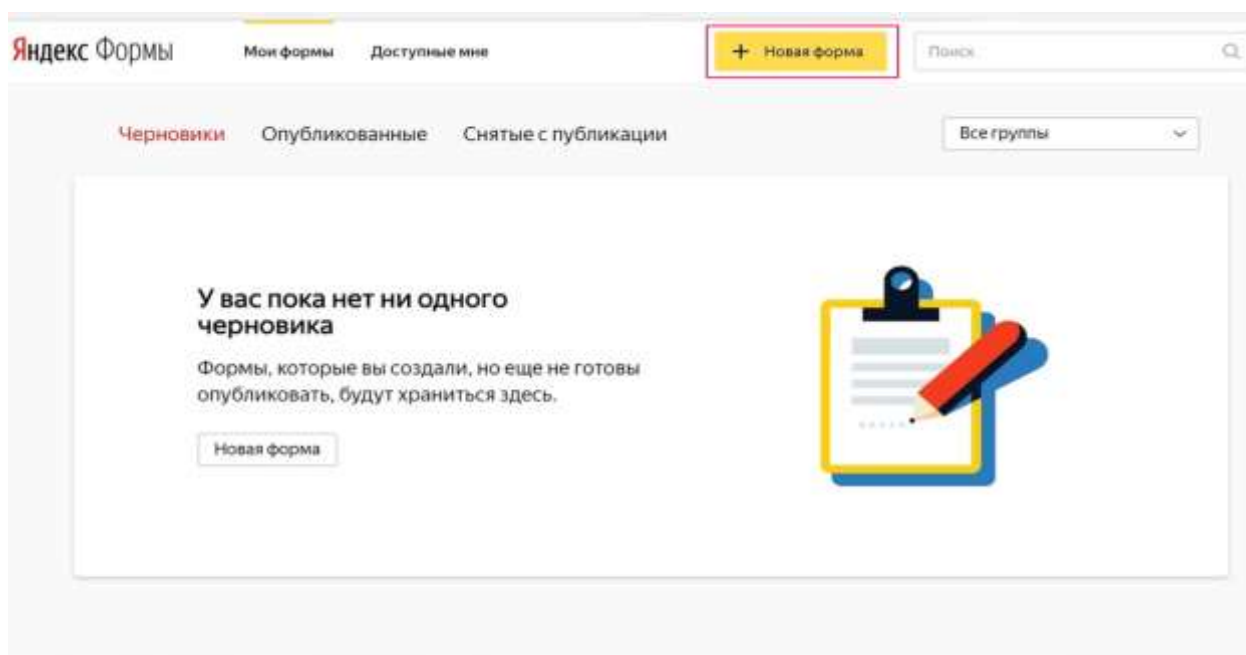 Яндекс Формы
Мои формы
Доступные мне
+ Новая форма
Поиск
Черновики
Опубликованные
Снятые с публикации
Все группы
У вас пока нет ни одного
черновика
Формы, которые вы создали, но еще не готовы
опубликовать, будут храниться здесь.
Новая форма